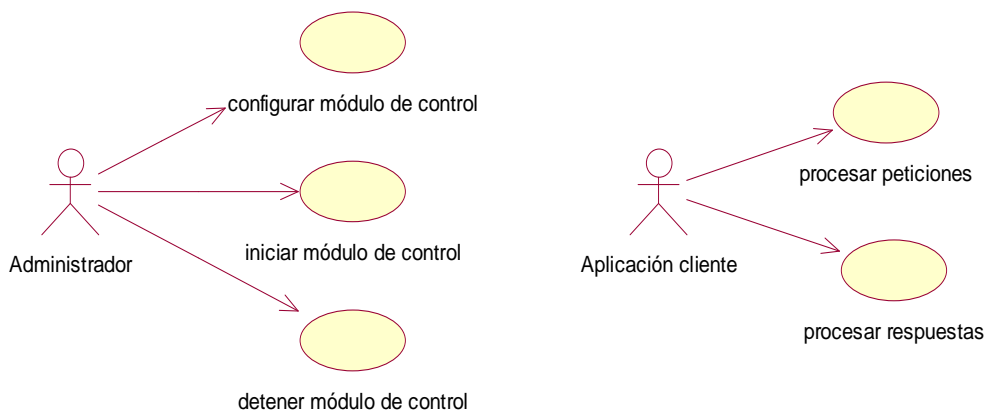 configurar módulo de control
iniciar módulo de control
Administrador
detener módulo de control
procesar peticiones
Aplicación cliente
procesar respuestas